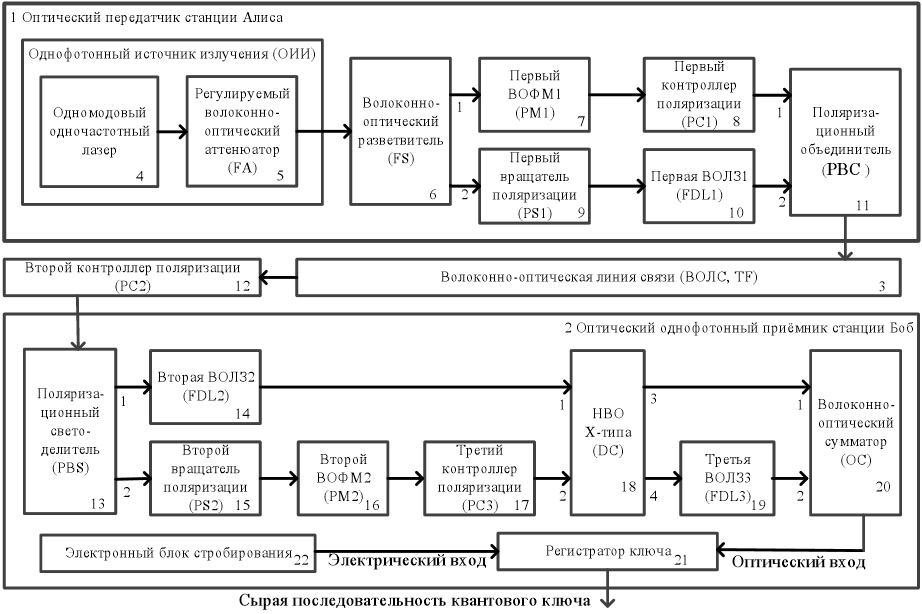 1 Оптический передатчик станции Алиса
Однофотонный источник излучения (ОИИ)
Одномодовый
одночастотный
лазер
4
Регулируемый
волоконно-
оптический
аттенюатор
(FA)
5
Волоконно-
оптический
разветвитель
(FS)
6
1
2
Первый
ВОФМ1
(PM1)
7
Первый
контроллер
поляризации
(PC1)
8
Первый
вращатель
поляризации
(PS1)
9
Первая ВОЛЗ1
(FDL1)
10
1
2
Поляриза-
ционный
объединитель
(PBC )
11
Второй контроллер поляризации
(PC2)
12
Волоконно-оптическая линия связи (ВОЛС, TF)
3
2 Оптический однофотонный приёмник станции Боб
Поляриза-
ционный
свето-
делитель
(PBS)
13
1
2
Вторая ВОЛЗ2
(FDL2)
14
Второй
вращатель
поляризации
(PS2)
15
Второй
ВОФМ2
(PM2)
16
Третий
контроллер
поляризации
(PC3)
17
1
2
НВО
Х-типа
(DC)
18
3
4
Третья
ВОЛЗ3
(FDL3)
19
1
2
Волоконно-
оптический
сумматор
(OC)
20
Электронный блок стробирования
22
Электрический вход
Регистратор ключа
21
Оптический вход
Сырая последовательность квантового ключа